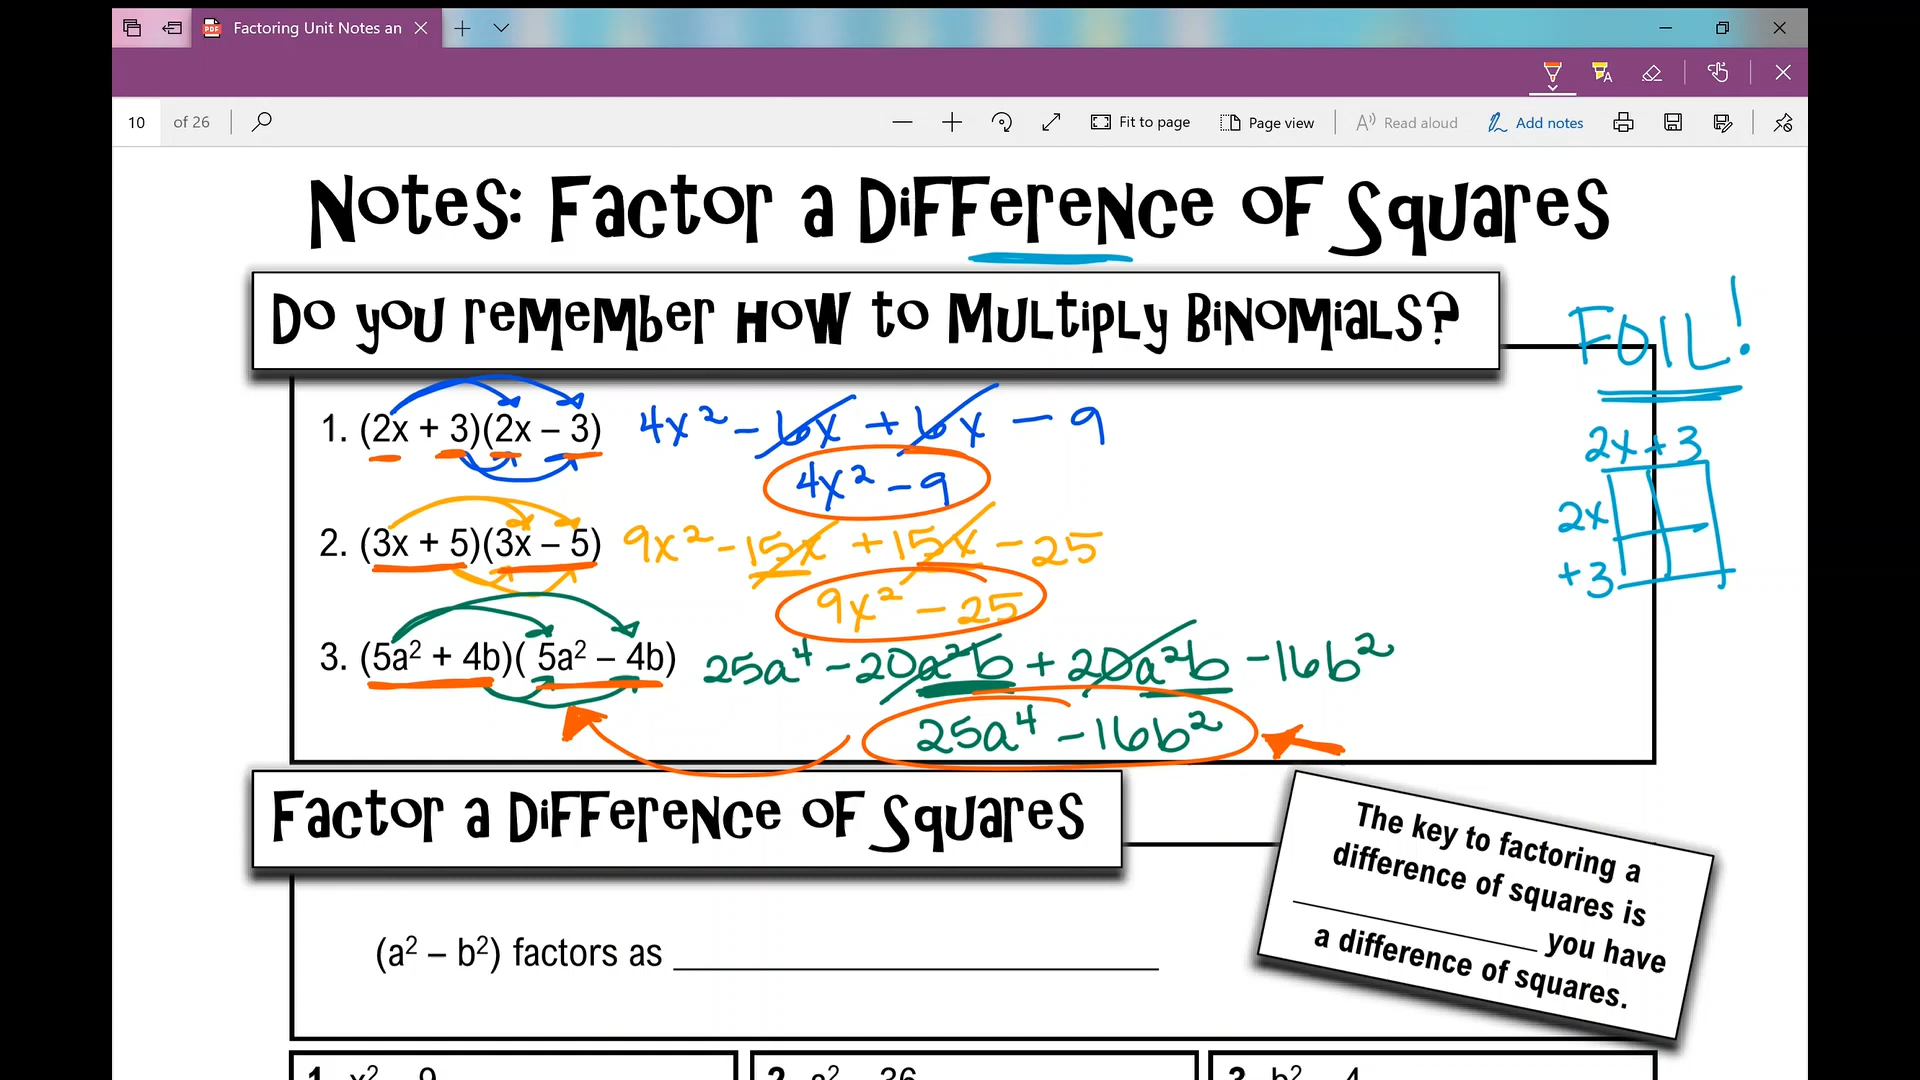 Factoring Unit Notes an
10 of 26
Fit to page
Page view
Read aloud
Add notes
Notes: Factor a Difference of Squares
Do you remember how to Multiply Binomials?
FOIL!
1. (2x + 3)(2x – 3) 4x² - 6x + 6x - 9
4x² - 9
2x + 3
2x
+3
2. (3x + 5)(3x – 5) 9x² - 15x + 15x - 25
9x² - 25
3. (5a² + 4b)( 5a² – 4b) 25a⁴ - 20a²b + 20a²b - 16b²
25a⁴ - 16b²
Factor a Difference of Squares
The key to factoring a
difference of squares is
____________ you have
a difference of squares.
(a² – b²) factors as ____________